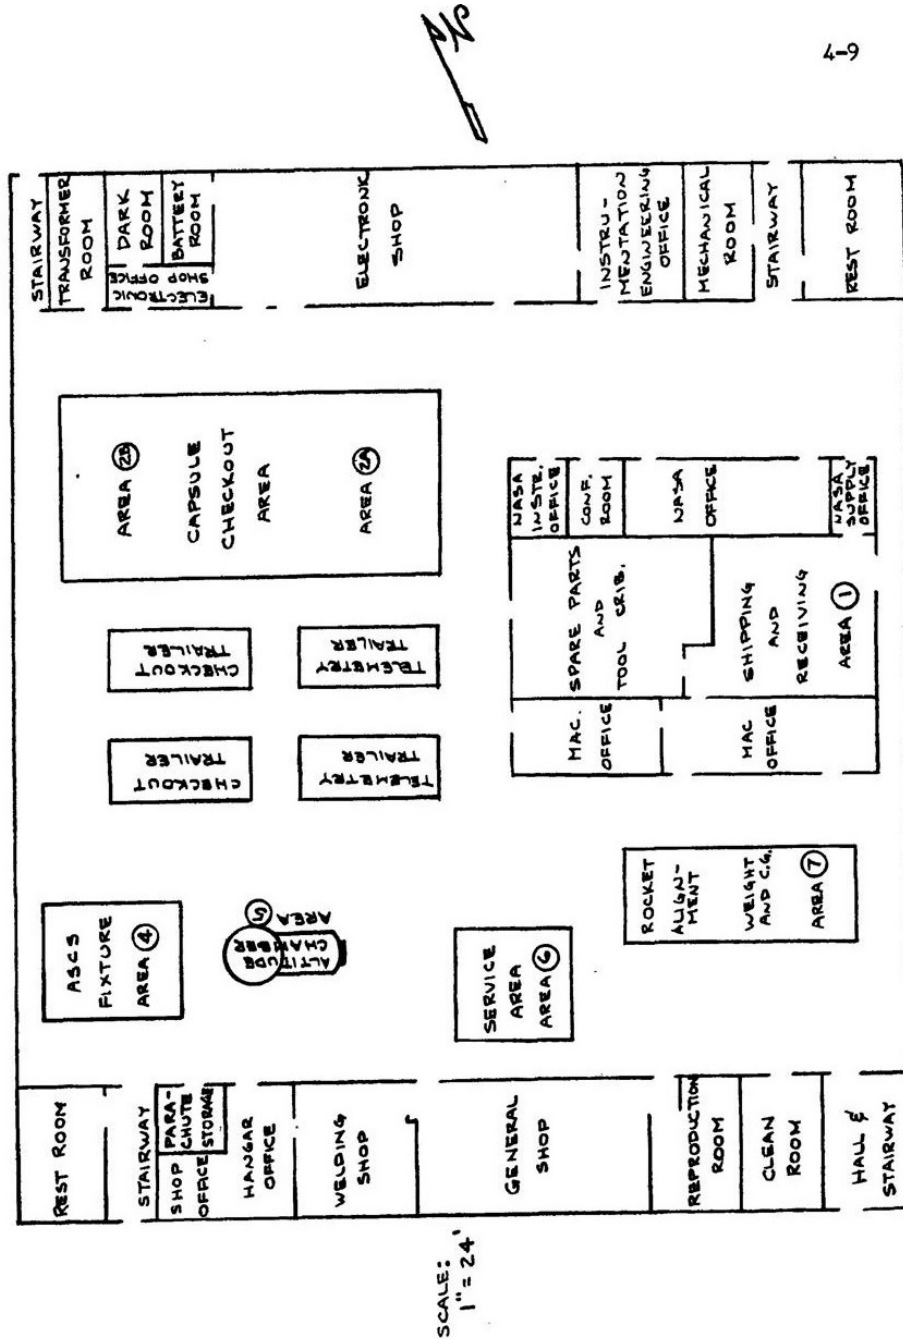 4-9
N
STAIRWAY
TRANSFORMER
ROOM
DARK
ROOM
BATTERY
ROOM
ELECTRONIC
SHOP OFFICE
ELECTRONIC
SHOP
INSTRU-
MENTATION
ENGINEERING
OFFICE
MECHANICAL
ROOM
STAIRWAY
REST ROOM
AREA 2B
CAPSULE
CHECKOUT
AREA
AREA 2A
NASA
INSTR.
OFFICE
CONF.
ROOM
NASA
OFFICE
NASA
SUPPLY
OFFICE
SPARE PARTS
AND
TOOL CRIB.
SHIPPING
AND
RECEIVING
AREA 1
MAC.
OFFICE
MAC
OFFICE
CHECKOUT
TRAILER
TELEMETRY
TRAILER
CHECKOUT
TRAILER
TELEMETRY
TRAILER
ASCS
FIXTURE
AREA 4
ALTITUDE
CHAMBER
AREA 5
SERVICE
AREA
AREA 6
ROCKET
ALIGN-
MENT
WEIGHT
AND C.G.
AREA 7
REST ROOM
STAIRWAY
SHOP
OFFICE
PARA-
CHUTE
STORAGE
HANGAR
OFFICE
WELDING
SHOP
GENERAL
SHOP
REPRODUCTION
ROOM
CLEAN
ROOM
HALL &
STAIRWAY
SCALE:
1" = 24'